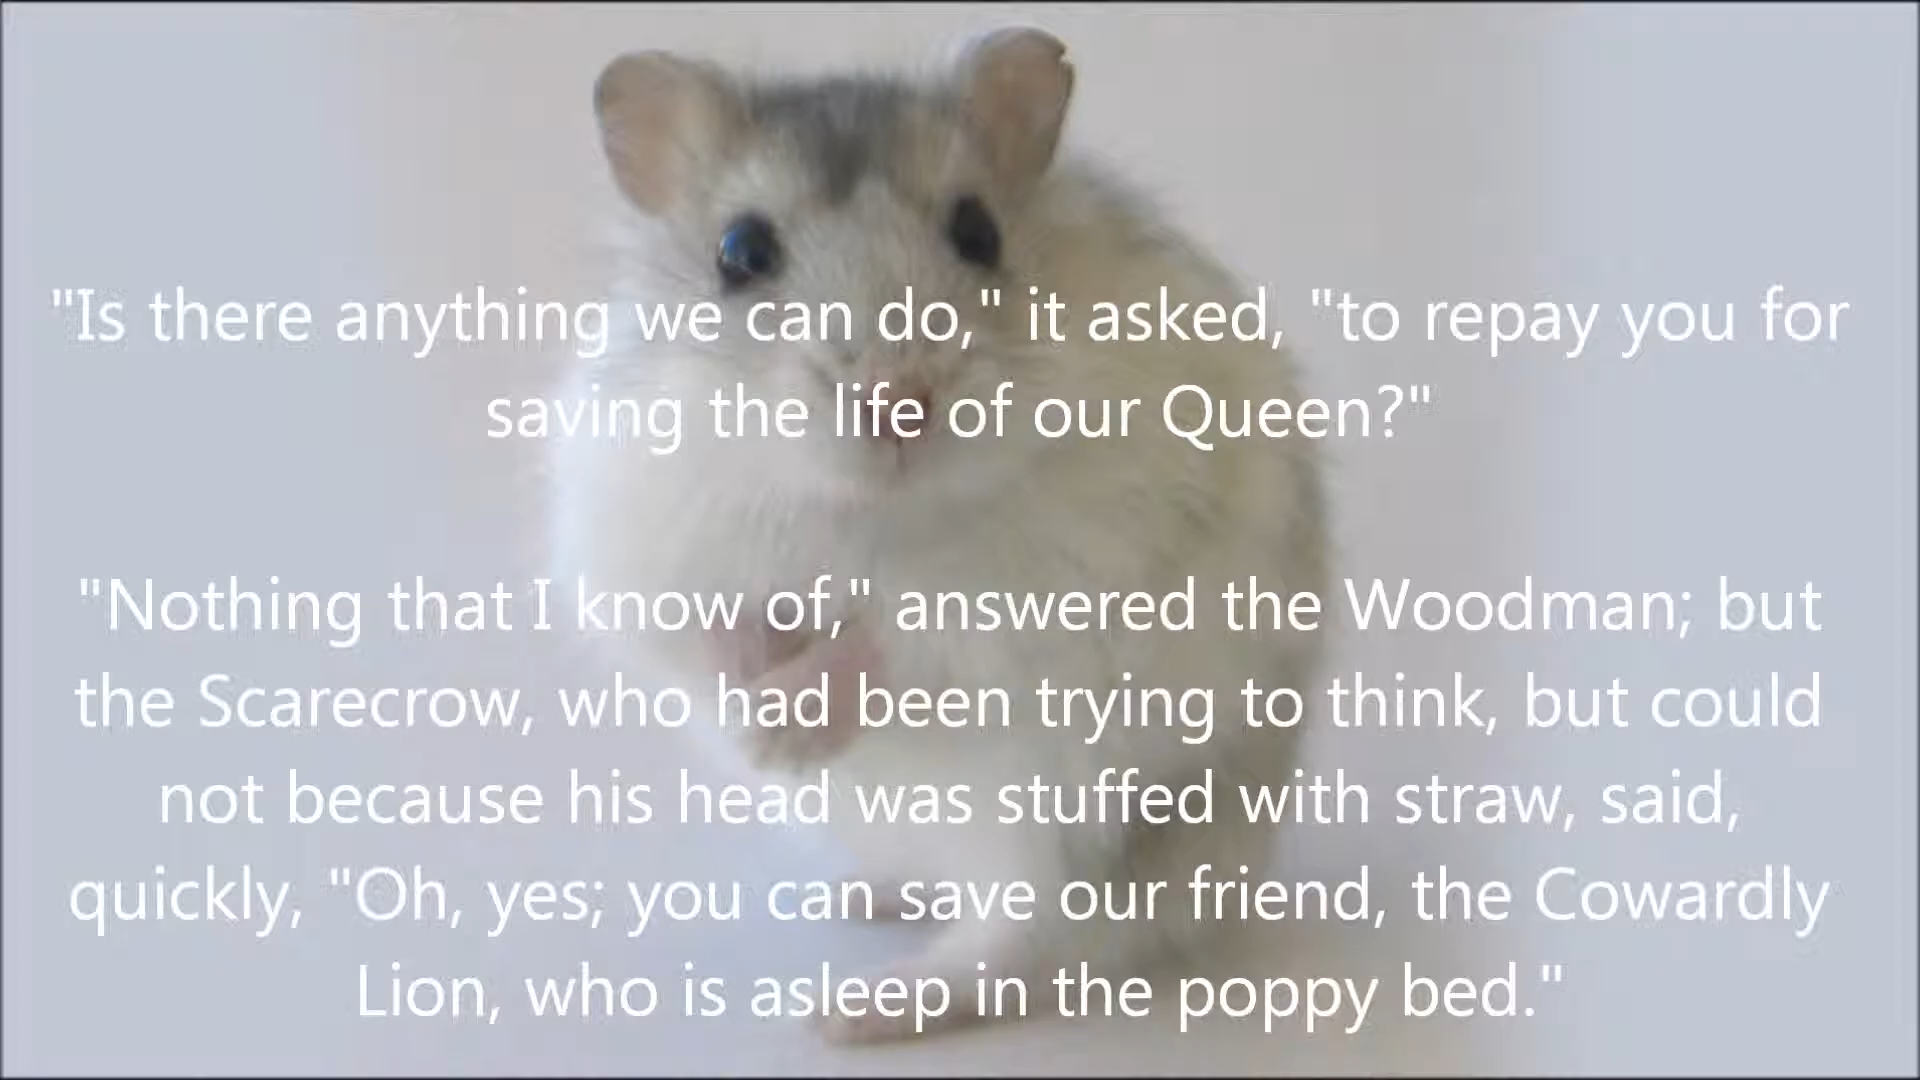 "Is there anything we can do," it asked, "to repay you for
saving the life of our Queen?"
"Nothing that I know of," answered the Woodman; but
the Scarecrow, who had been trying to think, but could
not because his head was stuffed with straw, said,
quickly, "Oh, yes; you can save our friend, the Cowardly
Lion, who is asleep in the poppy bed."